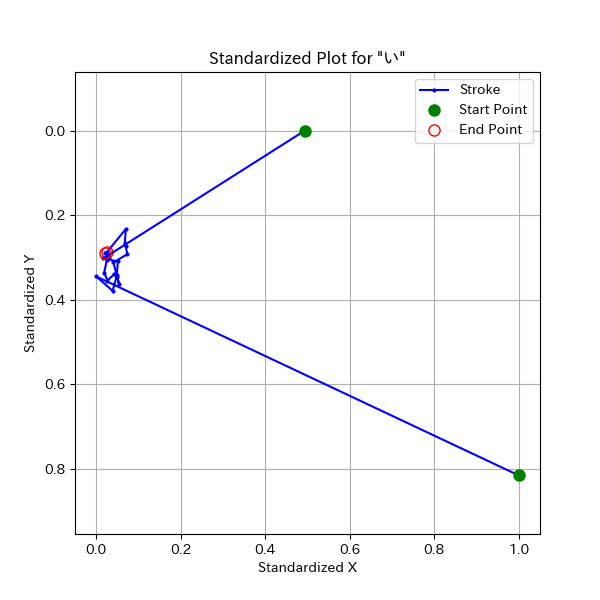 Standardized Plot for "い"
Stroke
Start Point
End Point
0.0
0.2
0.4
0.6
0.8
Standardized Y
0.0 0.2 0.4 0.6 0.8 1.0
Standardized X